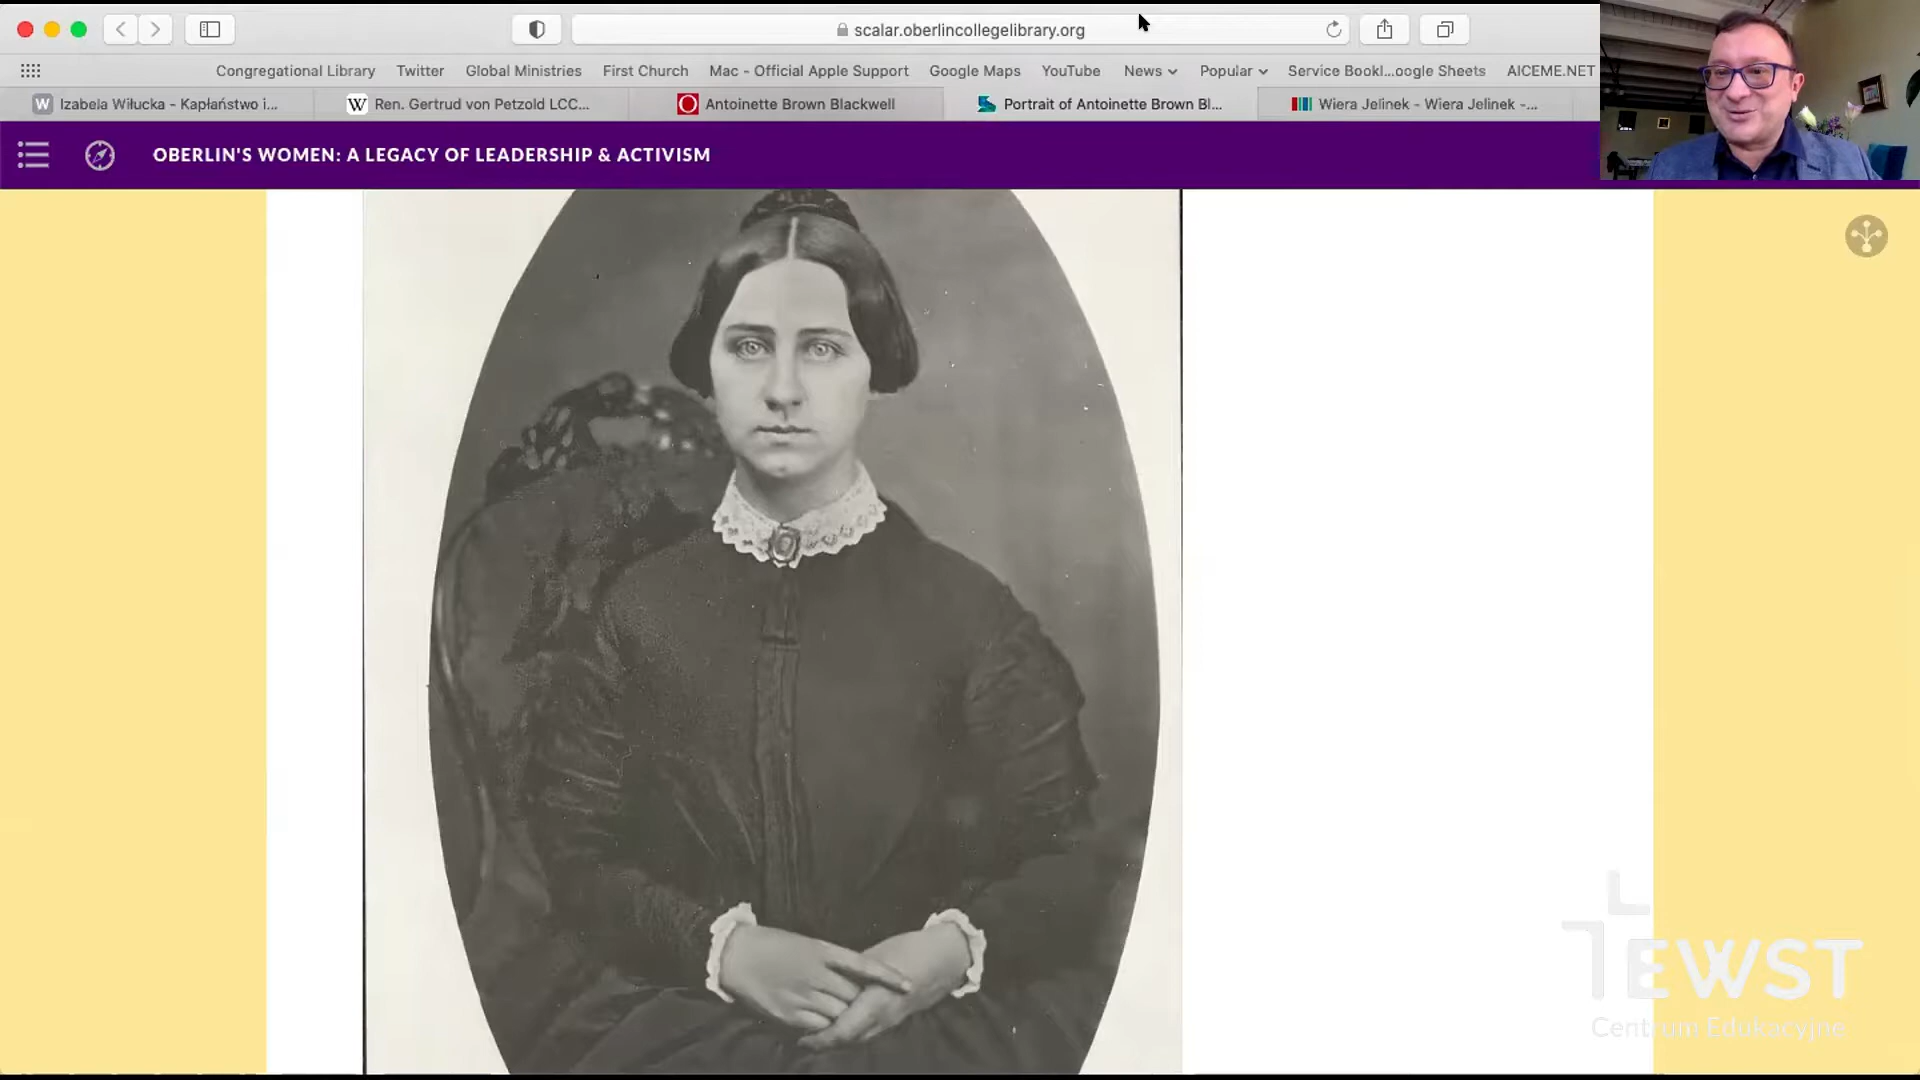 scalar.oberlincollegelibrary.org
Congregational Library Twitter Global Ministries First Church Mac - Official Apple Support Google Maps YouTube News Popular Service Bookl...oogle Sheets AICEME.NET
W Izabela Wiłucka - Kapłaństwo i... W Ren. Gertrud von Petzold LCC... O Antoinette Brown Blackwell Portrait of Antoinette Brown Bl... Wiera Jelinek - Wiera Jelinek -...
OBERLIN'S WOMEN: A LEGACY OF LEADERSHIP & ACTIVISM
EWST
Centrum Edukacyjne